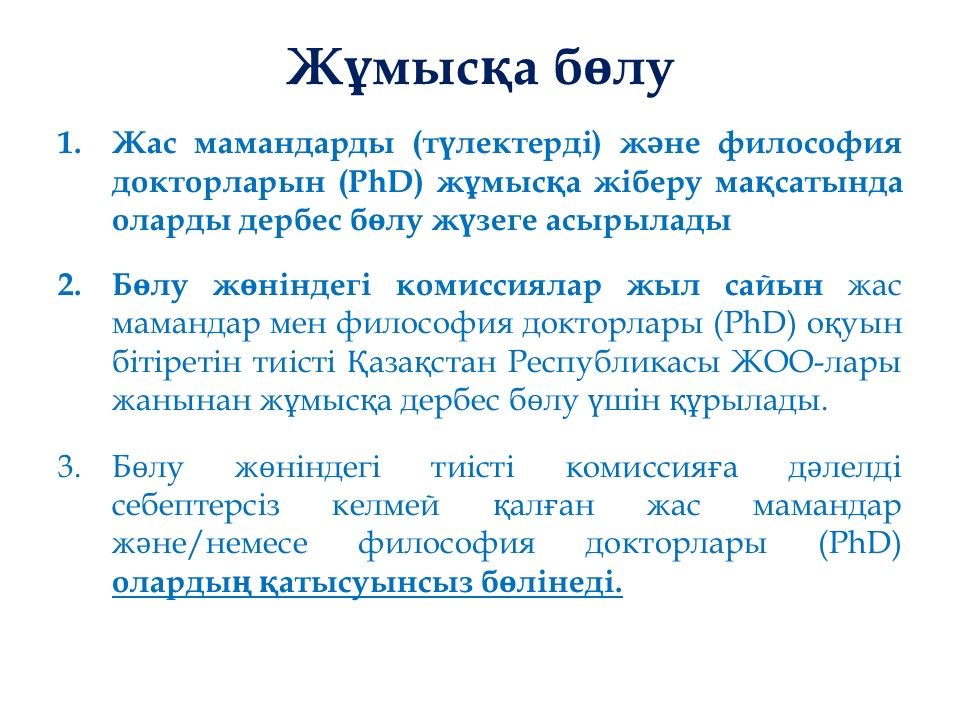 Жұмысқа бөлу
1. Жас мамандарды (түлектерді) және философия
докторларын (PhD) жұмысқа жіберу мақсатында
оларды дербес бөлу жүзеге асырылады
2. Бөлу жөніндегі комиссиялар жыл сайын жас
мамандар мен философия докторлары (PhD) оқуын
бітіретін тиісті Қазақстан Республикасы ЖОО-лары
жанынан жұмысқа дербес бөлу үшін құрылады.
3. Бөлу жөніндегі тиісті комиссияға дәлелді
себептерсіз келмей қалған жас мамандар
және/немесе философия докторлары (PhD)
олардың қатысуынсыз бөлінеді.